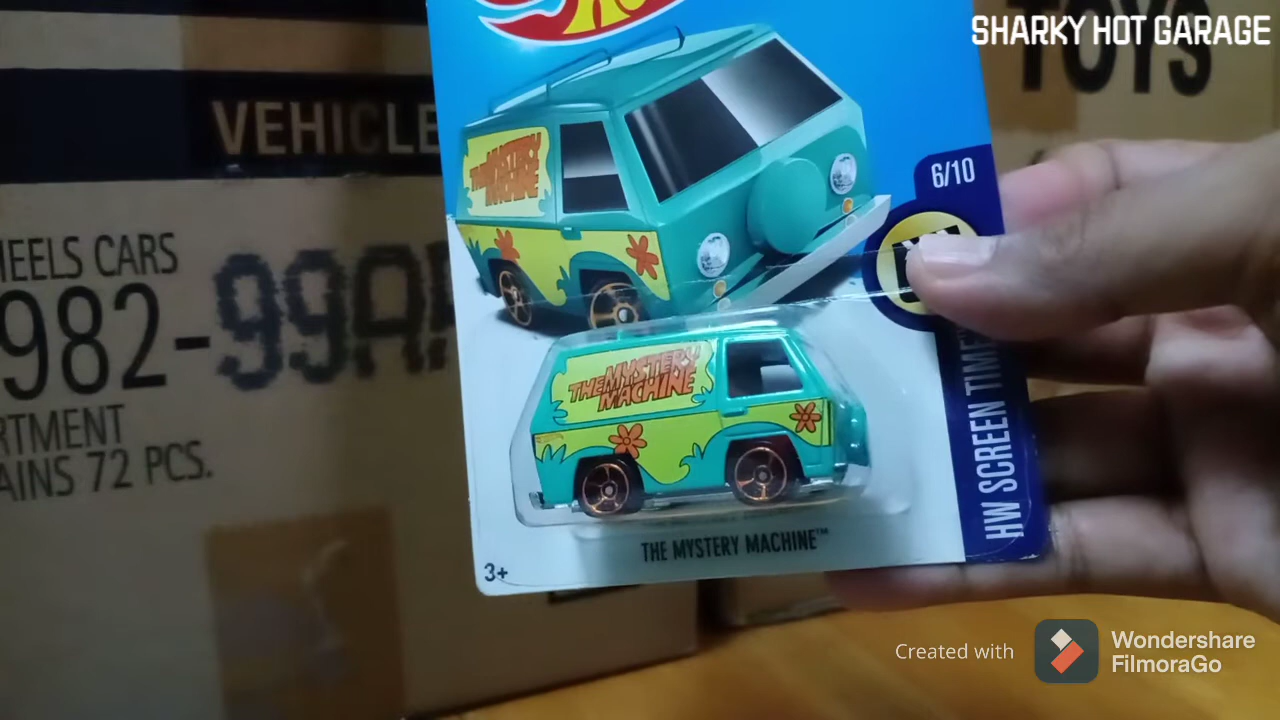 SHARKY HOT GARAGE
TOYS
VEHICLE
6/10
THE MYSTERY MACHINE
HEELS CARS
982-99A
RTMENT
AINS 72 PCS.
THE MYSTERY MACHINE
HW SCREEN TIME
THE MYSTERY MACHINE™
3+
Created with
Wondershare
FilmoraGo